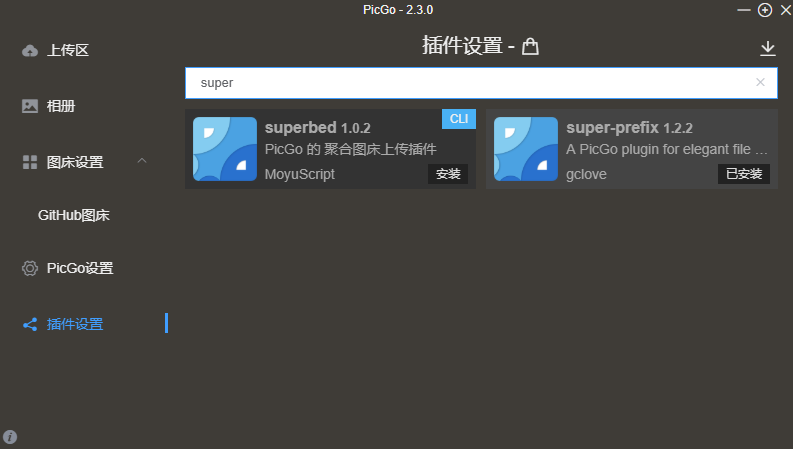 PicGo - 2.3.0
上传区
相册
图床设置
GitHub图床
PicGo设置
插件设置
插件设置 -
super
superbed 1.0.2
CLI
PicGo 的 聚合图床上传插件
MoyuScript
安装
super-prefix 1.2.2
A PicGo plugin for elegant file ...
gclove
已安装